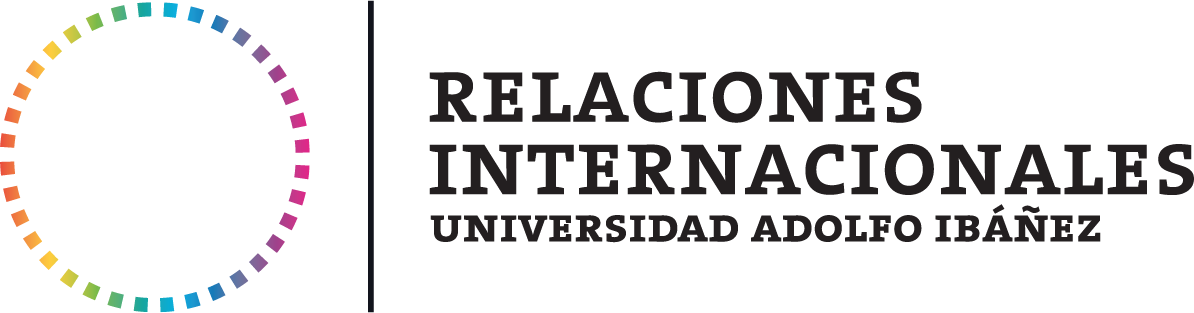 RELACIONES
INTERNACIONALES
UNIVERSIDAD ADOLFO IBÁÑEZ